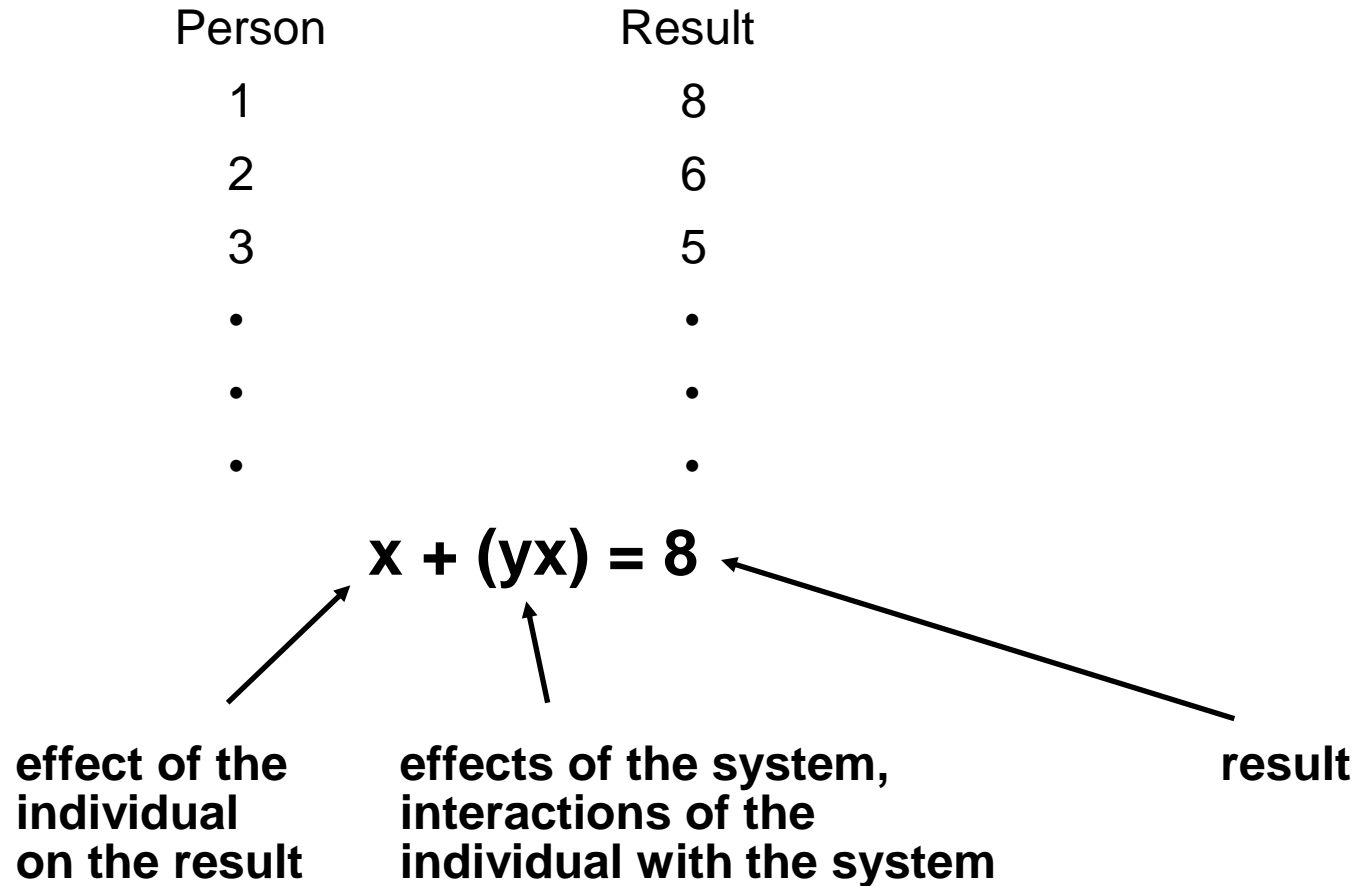 Person Result
1 8
2 6
3 5
• •
• •
• •
x + (yx) = 8
effect of the
individual
on the result
effects of the system,
interactions of the
individual with the system
result